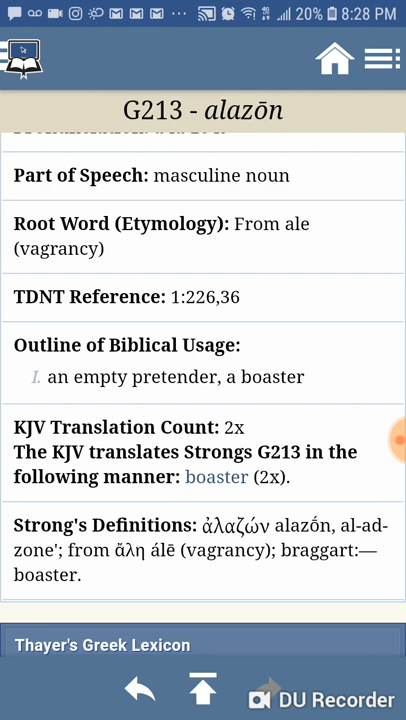 20% 8:28 PM
G213 - alazōn
Part of Speech: masculine noun
Root Word (Etymology): From ale
(vagrancy)
TDNT Reference: 1:226,36
Outline of Biblical Usage:
I. an empty pretender, a boaster
KJV Translation Count: 2x
The KJV translates Strongs G213 in the
following manner: boaster (2x).
Strong's Definitions: ἀλαζών alazṓn, al-ad-
zone'; from ἄλη álē (vagrancy); braggart:—
boaster.
Thayer's Greek Lexicon
DU Recorder